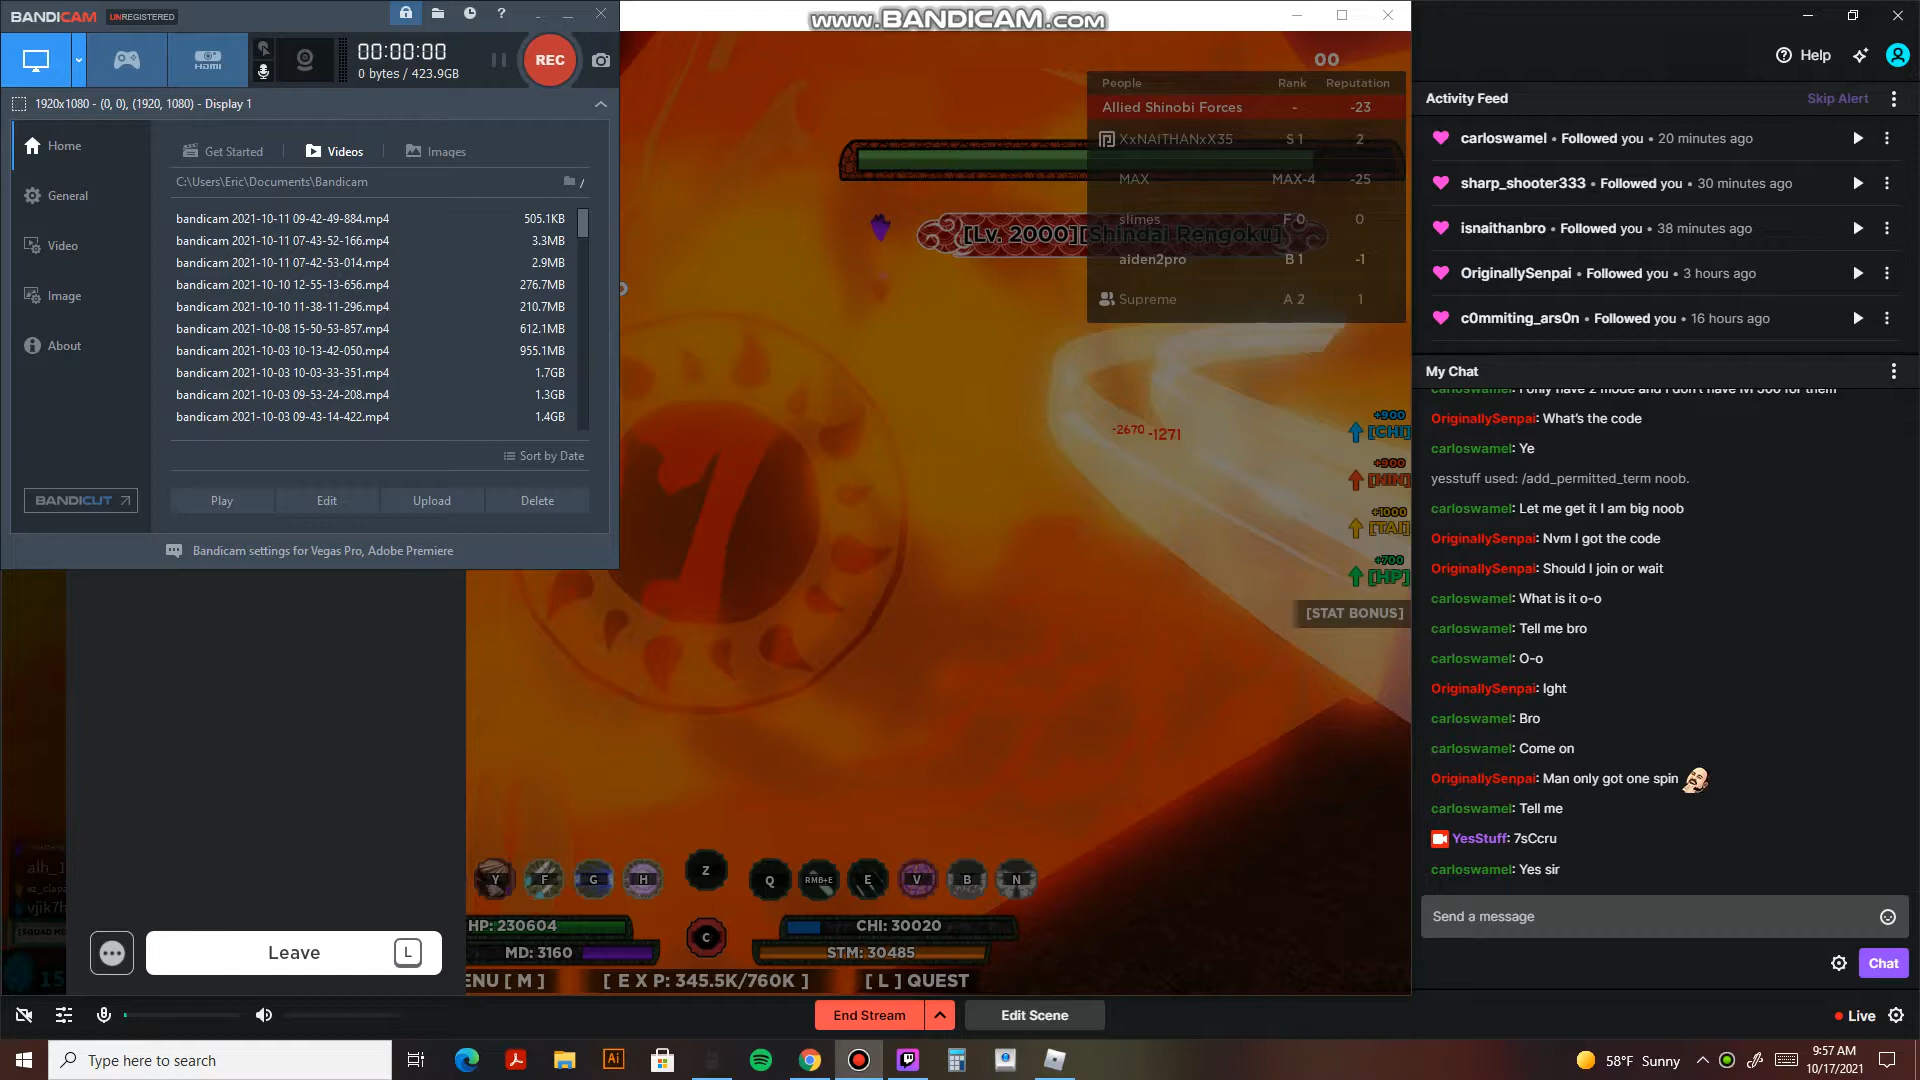 BANDICAM UNREGISTERED
www.BANDICAM.com
HDMI
00:00:00
0 bytes / 423.9GB
REC
1920x1080 - (0, 0), (1920, 1080) - Display 1
Home
General
Video
Image
About
BANDICUT
Get Started
Videos
Images
C:\Users\Eric\Documents\Bandicam
/
bandicam 2021-10-11 09-42-49-884.mp4 505.1KB
bandicam 2021-10-11 07-43-52-166.mp4 3.3MB
bandicam 2021-10-11 07-42-53-014.mp4 2.9MB
bandicam 2021-10-10 12-55-13-656.mp4 276.7MB
bandicam 2021-10-10 11-38-11-296.mp4 210.7MB
bandicam 2021-10-08 15-50-53-857.mp4 612.1MB
bandicam 2021-10-03 10-13-42-050.mp4 955.1MB
bandicam 2021-10-03 10-03-33-351.mp4 1.7GB
bandicam 2021-10-03 09-53-24-208.mp4 1.3GB
bandicam 2021-10-03 09-43-14-422.mp4 1.4GB
Sort by Date
Play Edit Upload Delete
Bandicam settings for Vegas Pro, Adobe Premiere
00
People Rank Reputation
Allied Shinobi Forces - -23
XxNAITHANxX35 S 1 2
MAX MAX-4 -25
slimes F 0 0
[Lv. 2000][Shindai Rengoku]
aiden2pro B 1 -1
Supreme A 2 1
-2670 -1271
+900
[CHI]
+900
[NIN]
+1000
[TAI]
+700
[HP]
[STAT BONUS]
Y F G H Z Q RMB+E E V B N
HP: 230604
C
CHI: 30020
MD: 3160
STM: 30485
ENU [ M ]
[ E X P: 345.5K/760K ]
[ L ] QUEST
Leave L
End Stream
Edit Scene
Help
Activity Feed Skip Alert
carloswamel • Followed you • 20 minutes ago
sharp_shooter333 • Followed you • 30 minutes ago
isnaithanbro • Followed you • 38 minutes ago
OriginallySenpai • Followed you • 3 hours ago
c0mmiting_ars0n • Followed you • 16 hours ago
My Chat
OriginallySenpai: What's the code
carloswamel: Ye
yesstuff used: /add_permitted_term noob.
carloswamel: Let me get it I am big noob
OriginallySenpai: Nvm I got the code
OriginallySenpai: Should I join or wait
carloswamel: What is it o-o
carloswamel: Tell me bro
carloswamel: O-o
OriginallySenpai: Ight
carloswamel: Bro
carloswamel: Come on
OriginallySenpai: Man only got one spin
carloswamel: Tell me
YesStuff: 7sCcru
carloswamel: Yes sir
Send a message
Chat
Live
Type here to search
Ai
58°F Sunny
9:57 AM
10/17/2021